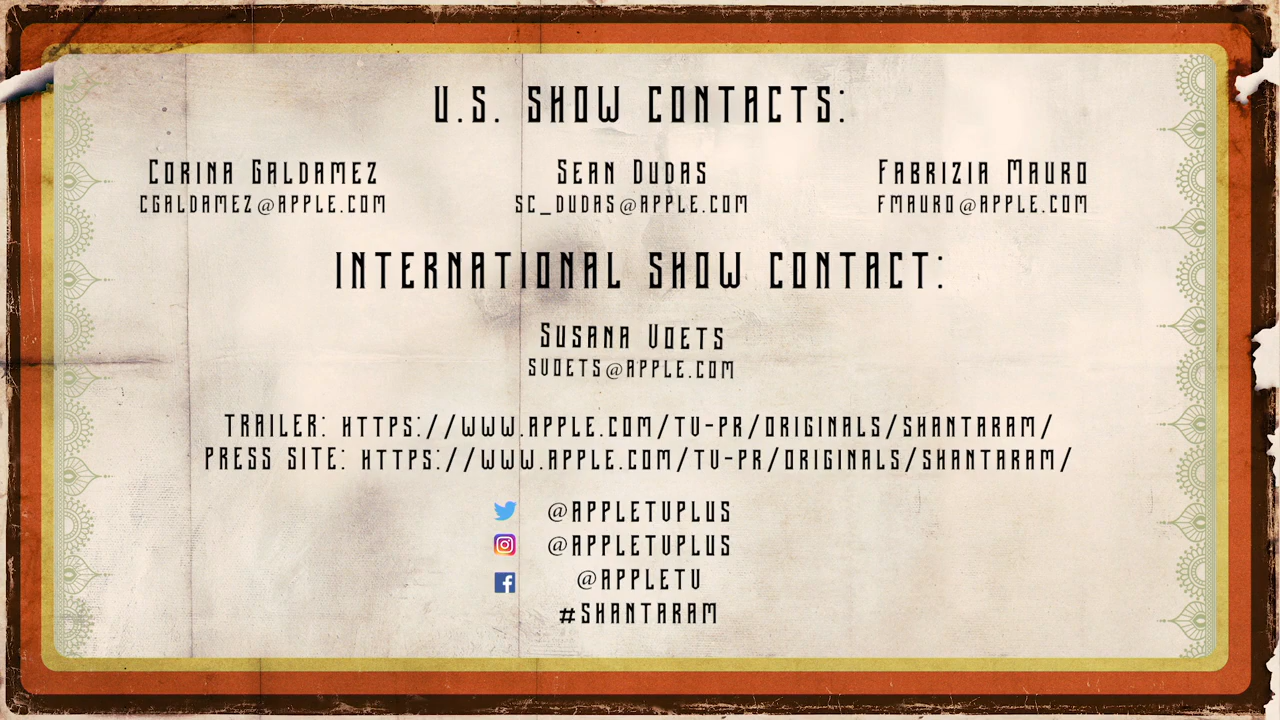 U.S. SHOW CONTACTS:
CORINA GALDAMEZ
CGALDAMEZ@APPLE.COM
SEAN DUDAS
SC_DUDAS@APPLE.COM
FABRIZIA MAURO
FMAURO@APPLE.COM
INTERNATIONAL SHOW CONTACT:
SUSANA VOETS
SVOETS@APPLE.COM
TRAILER: HTTPS://WWW.APPLE.COM/TV-PR/ORIGINALS/SHANTARAM/
PRESS SITE: HTTPS://WWW.APPLE.COM/TV-PR/ORIGINALS/SHANTARAM/
@APPLETVPLUS
@APPLETVPLUS
@APPLETV
#SHANTARAM